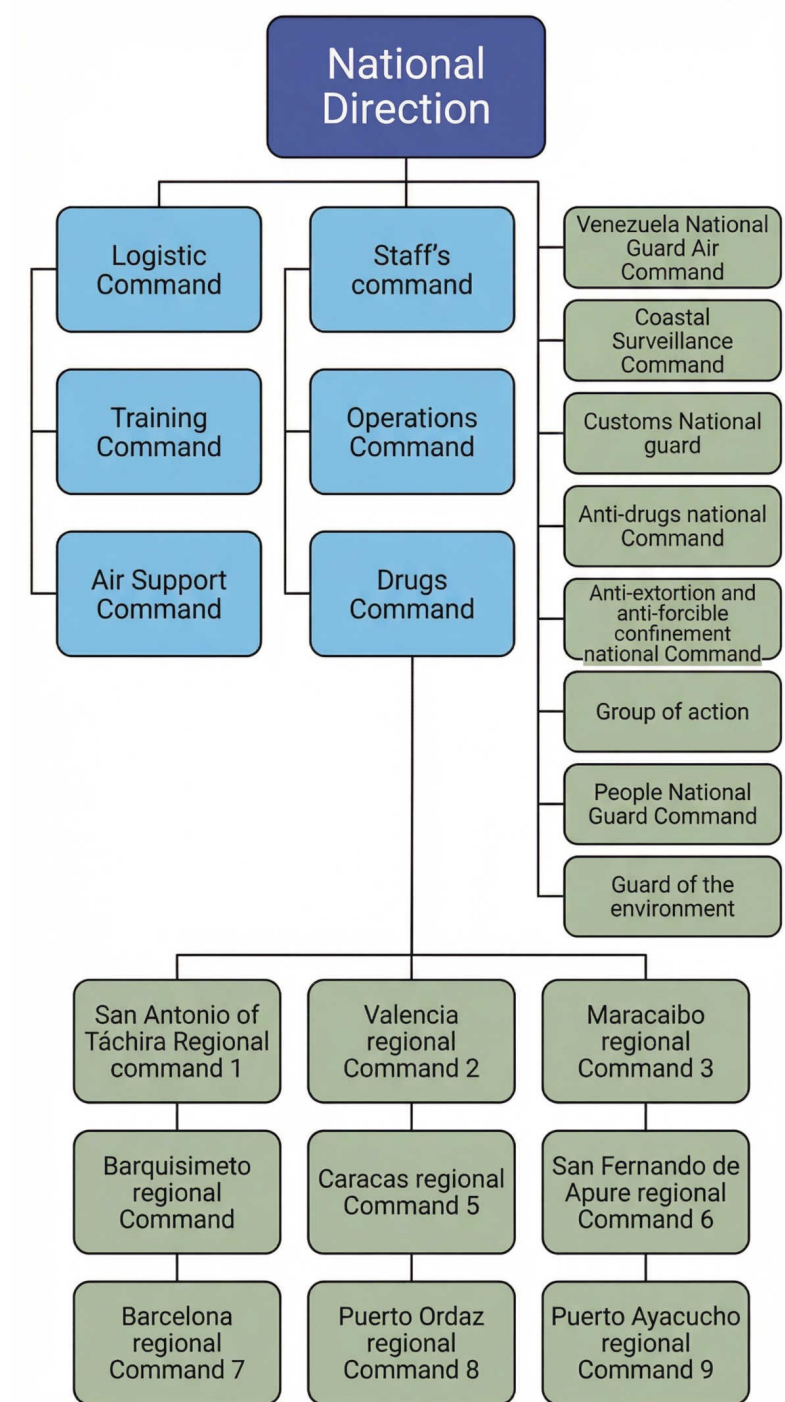 National
Direction
Logistic
Command
Staff's
command
Training
Command
Operations
Command
Air Support
Command
Drugs
Command
Venezuela National
Guard Air
Command
Coastal
Surveillance
Command
Customs National
guard
Anti-drugs national
Command
Anti-extortion and
anti-forcible
confinement
national Command
Group of action
People National
Guard Command
Guard of the
environment
San Antonio of
Táchira Regional
command 1
Valencia
regional
Command 2
Maracaibo
regional
Command 3
Barquisimeto
regional
Command
Caracas regional
Command 5
San Fernando de
Apure regional
Command 6
Barcelona
regional
Command 7
Puerto Ordaz
regional
Command 8
Puerto Ayacucho
regional
Command 9